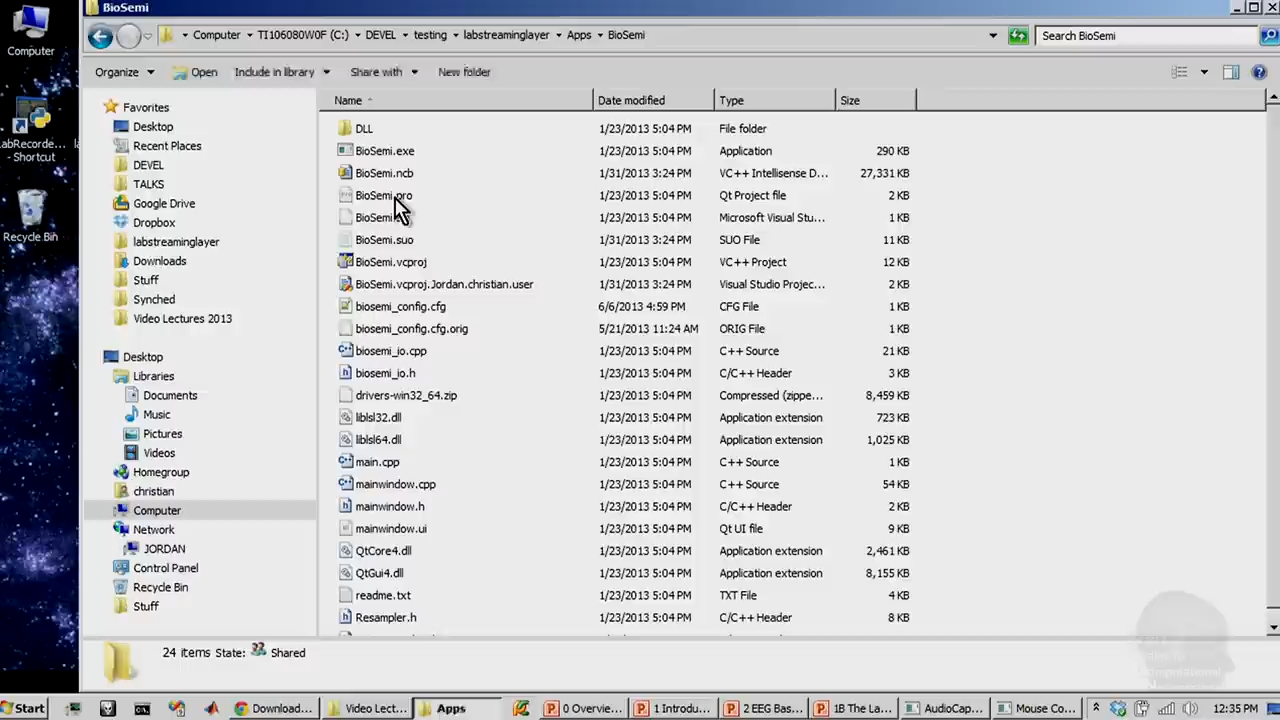 BioSemi
Computer
Computer TI106080W0F (C:) DEVEL testing labstreaminglayer Apps BioSemi
Search BioSemi
Organize Open Include in library Share with New folder
Name Date modified Type Size
Favorites
Desktop
Recent Places
DEVEL
TALKS
Google Drive
Dropbox
labstreaminglayer
Downloads
Stuff
Synched
Video Lectures 2013
Desktop
Libraries
Documents
Music
Pictures
Videos
Homegroup
christian
Computer
Network
JORDAN
Control Panel
Recycle Bin
Stuff
LabRecorde...
- Shortcut
Recycle Bin
DLL 1/23/2013 5:04 PM File folder
BioSemi.exe 1/23/2013 5:04 PM Application 290 KB
BioSemi.ncb 1/31/2013 3:24 PM VC++ Intellisense D... 27,331 KB
BioSemi.pro 1/23/2013 5:04 PM Qt Project file 2 KB
BioSemi 1/23/2013 5:04 PM Microsoft Visual Stu... 1 KB
BioSemi.suo 1/31/2013 3:24 PM SUO File 11 KB
BioSemi.vcproj 1/23/2013 5:04 PM VC++ Project 12 KB
BioSemi.vcproj.Jordan.christian.user 1/31/2013 3:24 PM Visual Studio Projec... 2 KB
biosemi_config.cfg 6/6/2013 4:59 PM CFG File 1 KB
biosemi_config.cfg.orig 5/21/2013 11:24 AM ORIG File 1 KB
biosemi_io.cpp 1/23/2013 5:04 PM C++ Source 21 KB
biosemi_io.h 1/23/2013 5:04 PM C/C++ Header 3 KB
drivers-win32_64.zip 1/23/2013 5:04 PM Compressed (zippe... 8,459 KB
liblsl32.dll 1/23/2013 5:04 PM Application extension 723 KB
liblsl64.dll 1/23/2013 5:04 PM Application extension 1,025 KB
main.cpp 1/23/2013 5:04 PM C++ Source 1 KB
mainwindow.cpp 1/23/2013 5:04 PM C++ Source 54 KB
mainwindow.h 1/23/2013 5:04 PM C/C++ Header 2 KB
mainwindow.ui 1/23/2013 5:04 PM Qt UI file 9 KB
QtCore4.dll 1/23/2013 5:04 PM Application extension 2,461 KB
QtGui4.dll 1/23/2013 5:04 PM Application extension 8,155 KB
readme.txt 1/23/2013 5:04 PM TXT File 4 KB
Resampler.h 1/23/2013 5:04 PM C/C++ Header 8 KB
24 items State: Shared
Computational
Start Download... Video Lect... Apps 0 Overvie... 1 Introdu... 2 EEG Bas... 1B The La... AudioCap... Mouse Co... 12:35 PM